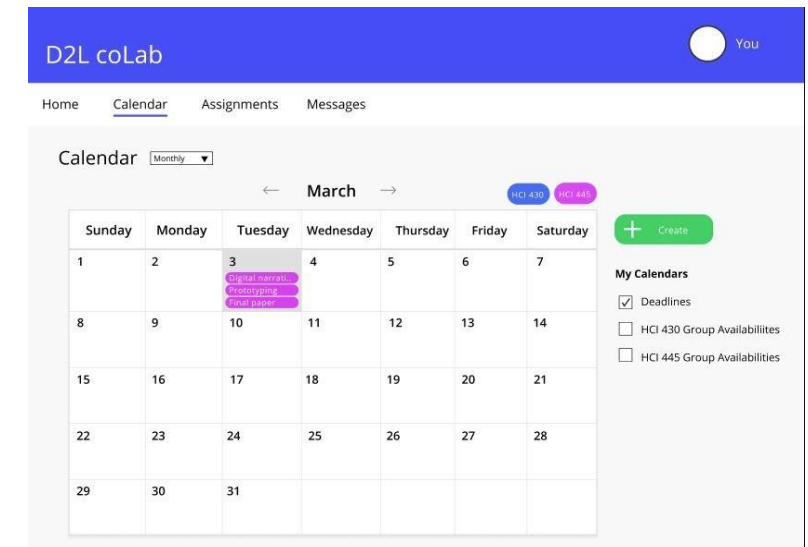 D2L coLab
You
Home Calendar Assignments Messages
Calendar Monthly
March
HCI 430 HCI 445
Sunday Monday Tuesday Wednesday Thursday Friday Saturday
Create
1 2 3 4 5 6 7
Digital narrati..
Prototyping
Final paper
My Calendars
Deadlines
HCI 430 Group Availabiliites
HCI 445 Group Availabilities
8 9 10 11 12 13 14
15 16 17 18 19 20 21
22 23 24 25 26 27 28
29 30 31